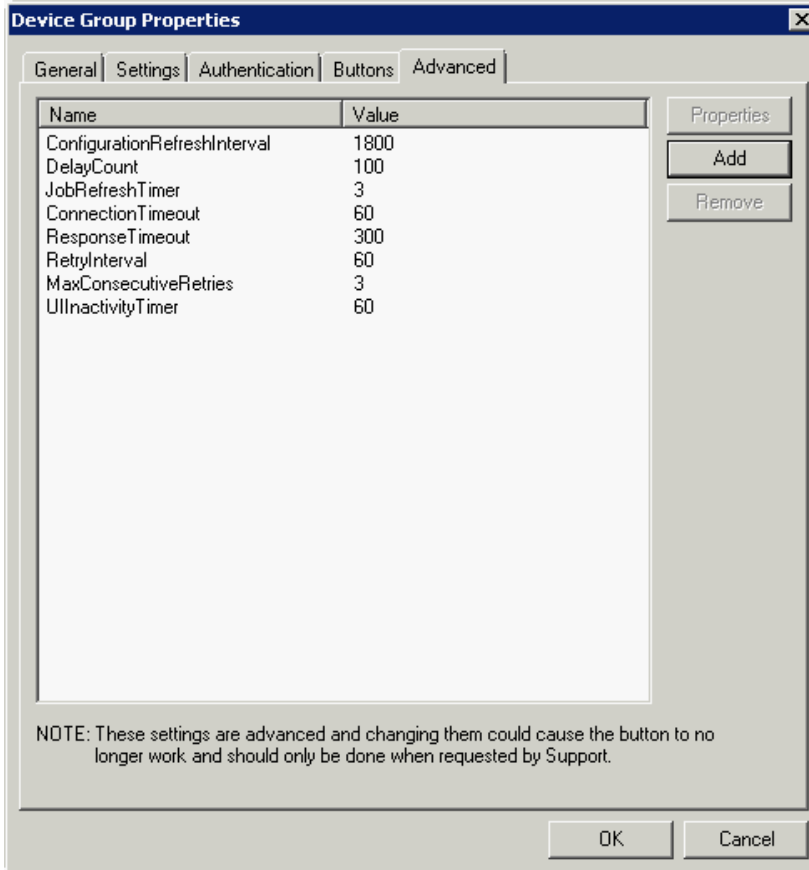 Device Group Properties
General Settings Authentication Buttons Advanced
Name Value
ConfigurationRefreshInterval 1800
DelayCount 100
JobRefreshTimer 3
ConnectionTimeout 60
ResponseTimeout 300
RetryInterval 60
MaxConsecutiveRetries 3
UIInactivityTimer 60
Properties
Add
Remove
NOTE: These settings are advanced and changing them could cause the button to no
longer work and should only be done when requested by Support.
OK Cancel